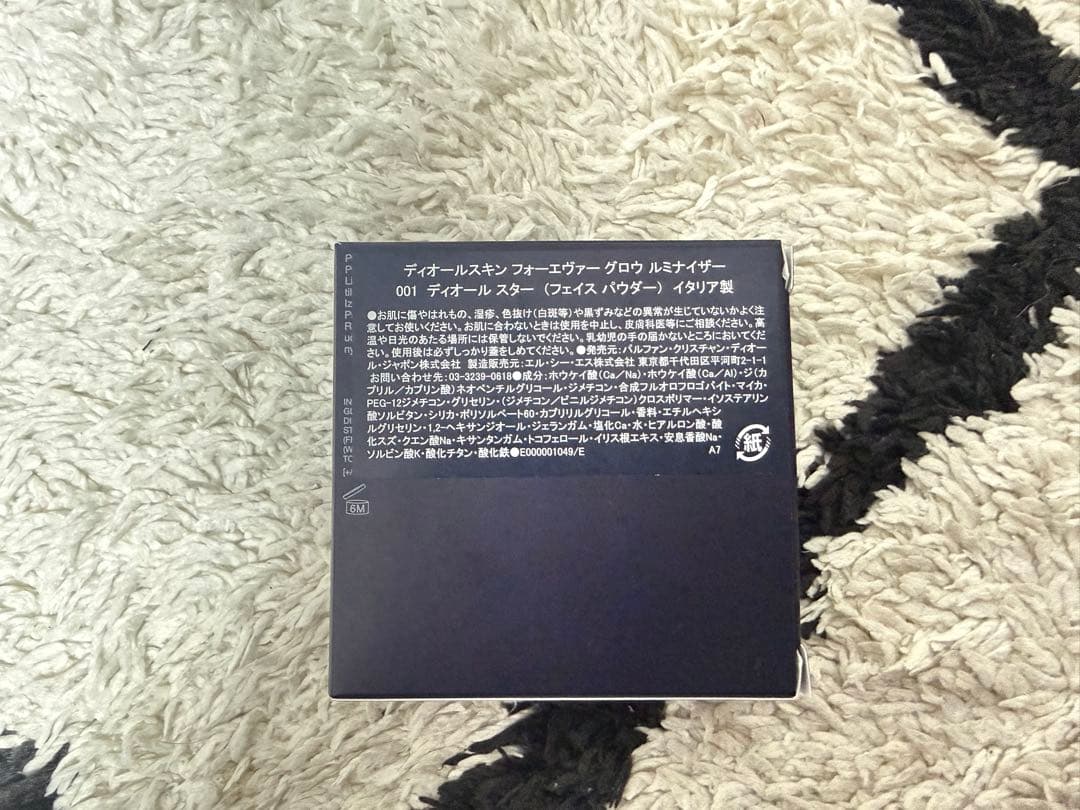 ディオールスキン フォーエヴァー グロウ ルミナイザー
001 ディオール スター (フェイス パウダー) イタリア製
●お肌に傷やはれもの、湿疹、色抜け(白斑等)や黒ずみなどの異常が生じていないかよく注
意してお使いください。お肌に合わないときは使用を中止し、皮膚科医等にご相談ください。高
温や日光のあたる場所には保管しないでください。乳幼児の手の届かないところにおいてくだ
さい。使用後は必ずしっかり蓋をしめてください。●発売元:パルファン・クリスチャン・ディオー
ル・ジャポン株式会社 製造販売元:エル・シー・エス株式会社 東京都千代田区平河町2-1-1
お問い合わせ先:03-3239-0618●成分:ホウケイ酸(Ca/Na)・ホウケイ酸(Ca/Al)・ジ(カ
プリル/カプリン酸)ネオペンチルグリコール・ジメチコン・合成フルオロフロゴパイト・マイカ・
PEG-12ジメチコン・グリセリン・(ジメチコン/ビニルジメチコン)クロスポリマー・イソステアリン
酸ソルビタン・シリカ・ポリソルベート60・カプリリルグリコール・香料・エチルヘキシ
ルグリセリン・1,2-ヘキサンジオール・ジェランガム・塩化Ca・水・ヒアルロン酸・酸
化スズ・クエン酸Na・キサンタンガム・トコフェロール・イリス根エキス・安息香酸Na・
ソルビン酸K・酸化チタン・酸化鉄●E000001049/E
A7
紙
6M